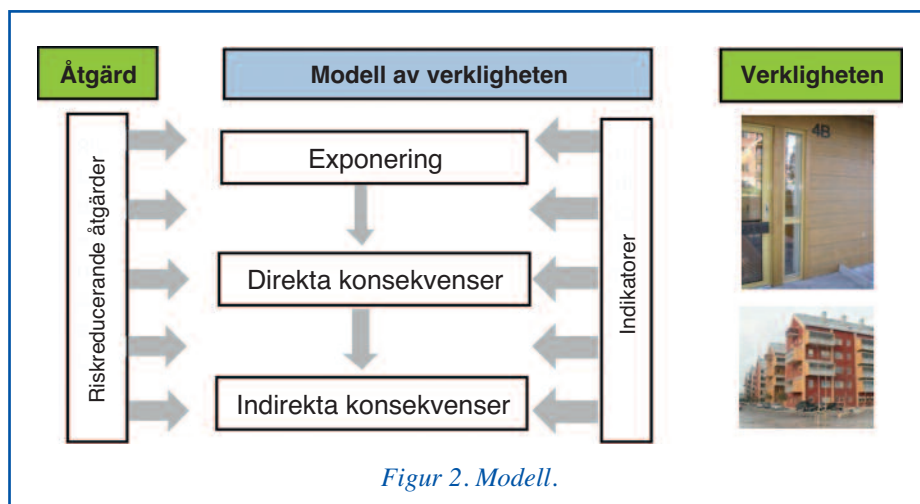 Åtgärd
Modell av verkligheten
Verkligheten
Riskreducerande åtgärder
Exponering
Direkta konsekvenser
Indirekta konsekvenser
Indikatorer
4B
Figur 2. Modell.